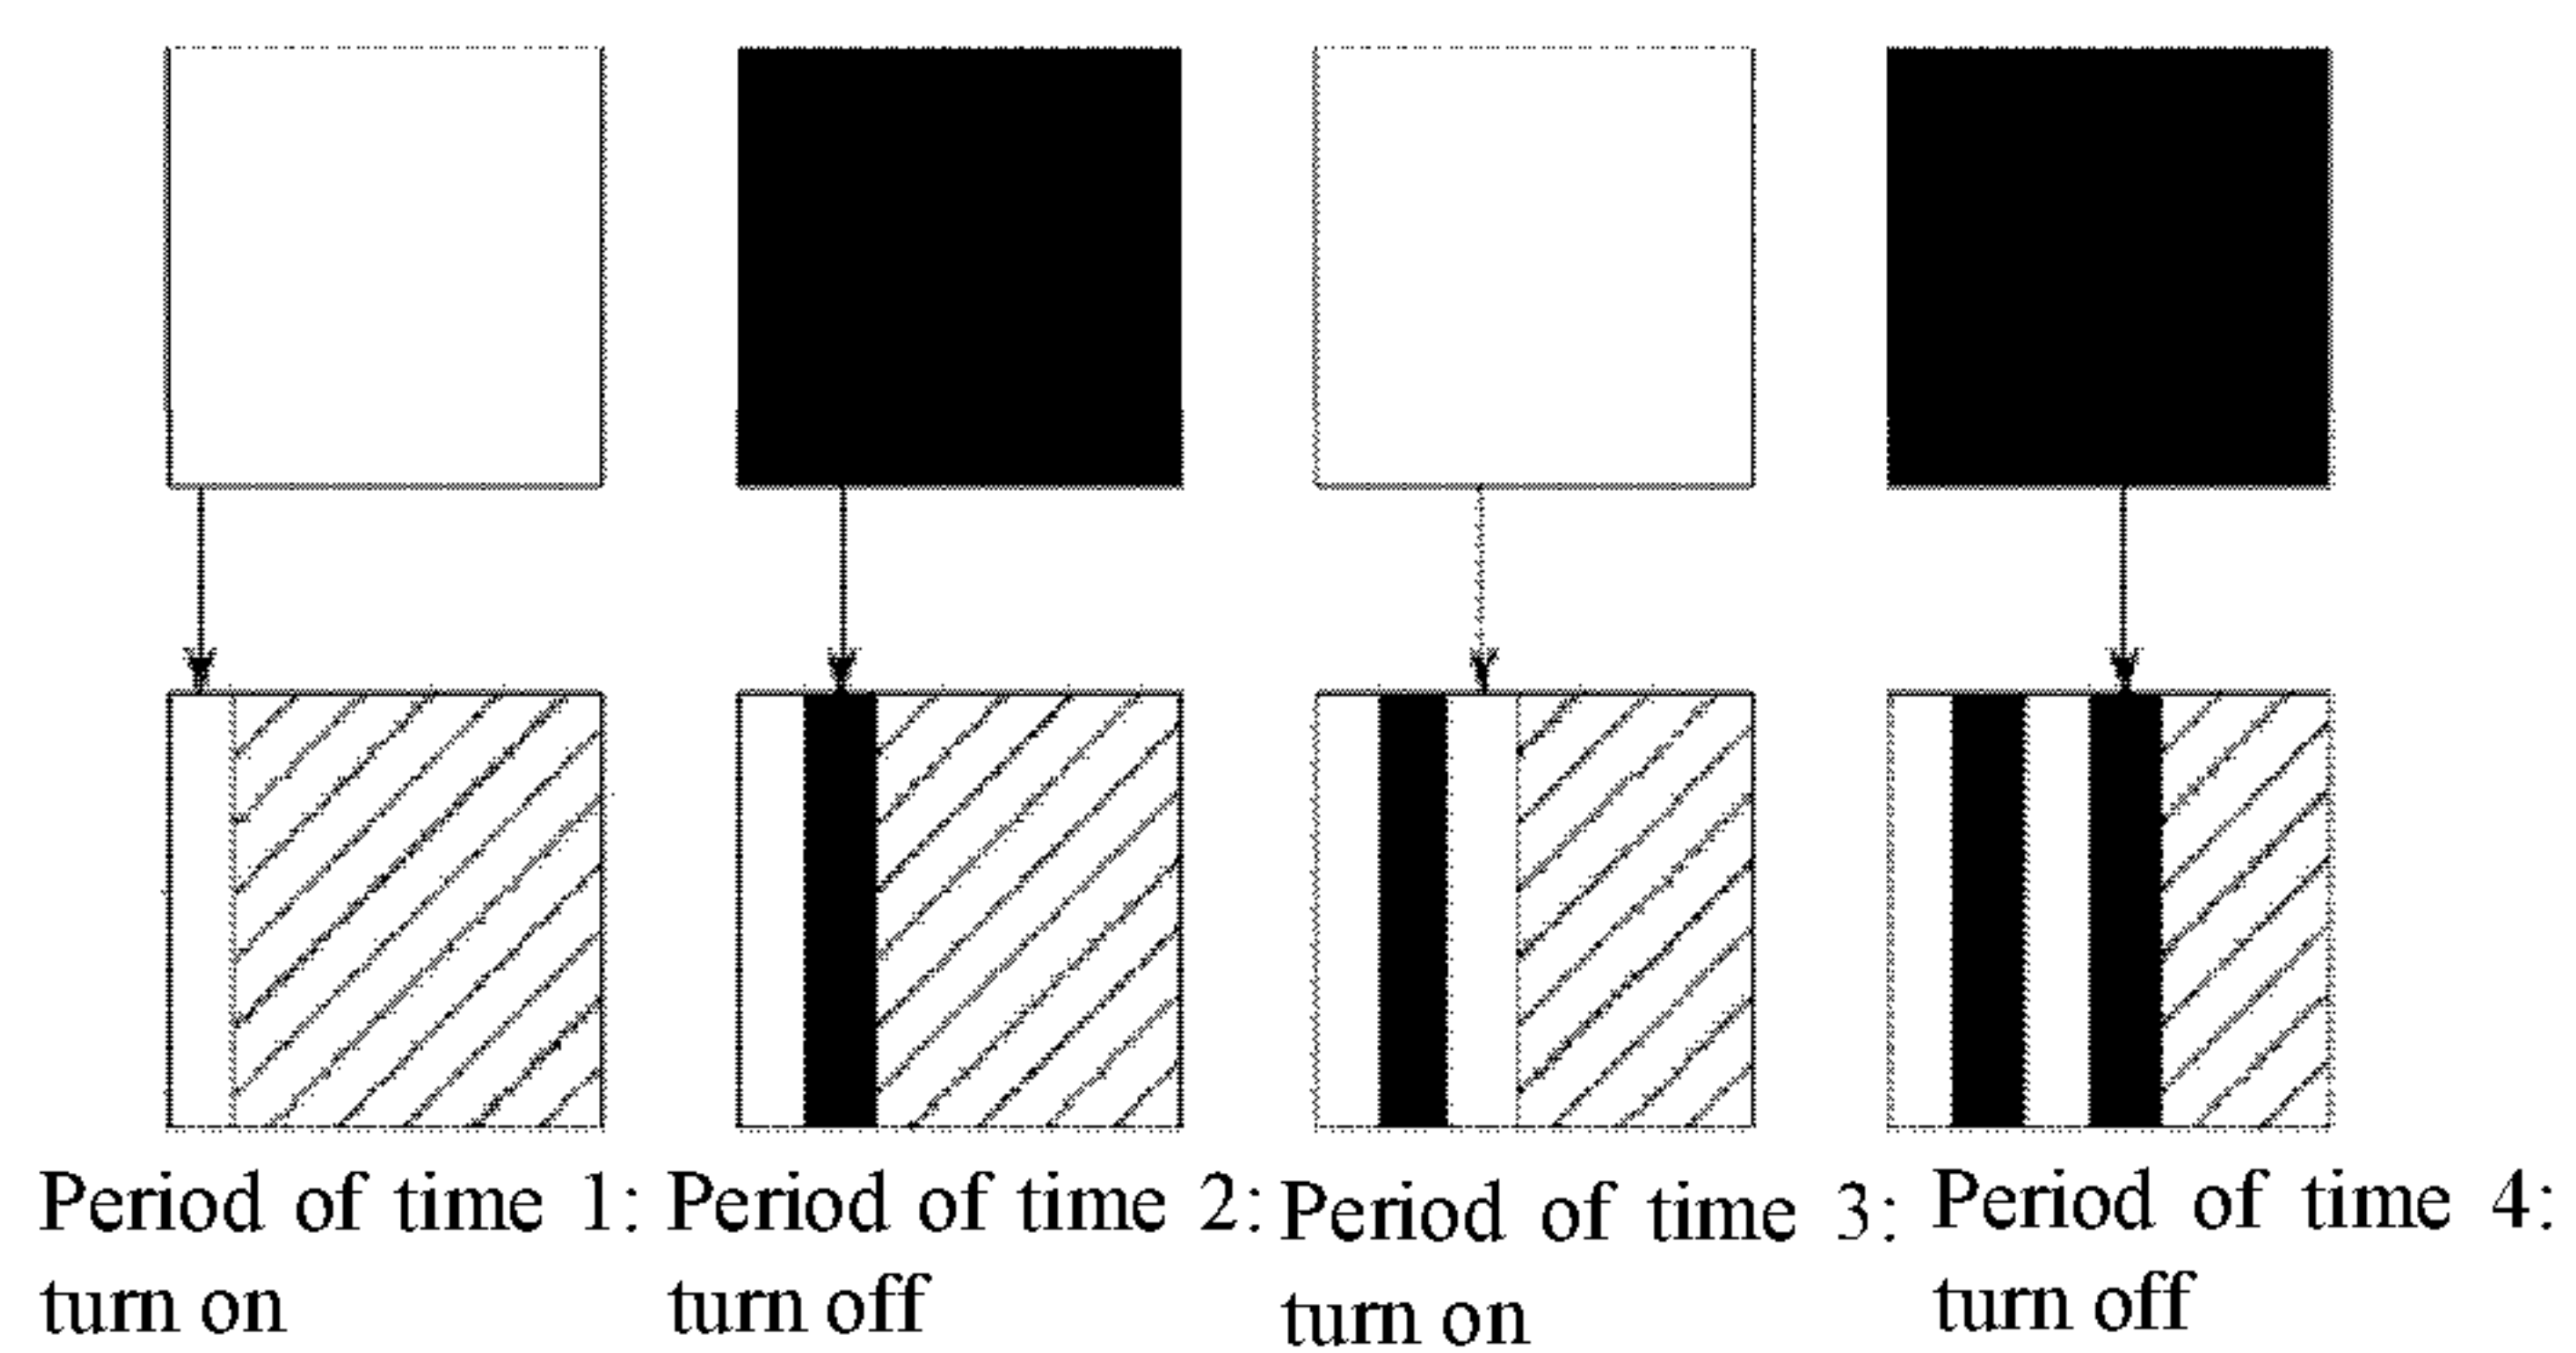 Period of time 1:
turn on
Period of time 2:
turn off
Period of time 3:
turn on
Period of time 4:
turn off